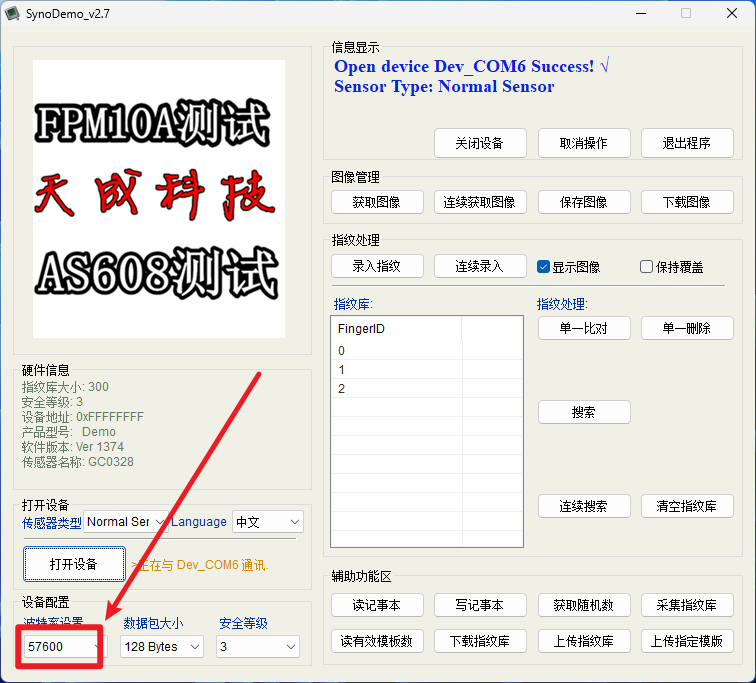 SynoDemo_v2.7
FPM10A测试
天成科技
AS608测试
硬件信息
指纹库大小: 300
安全等级: 3
设备地址: 0xFFFFFFFF
产品型号: Demo
软件版本: Ver 1374
传感器名称: GC0328
打开设备
传感器类型 Normal Ser Language 中文
打开设备 >正在与 Dev_COM6 通讯.
设备配置
波特率设置 数据包大小 安全等级
57600 128 Bytes 3
信息显示
Open device Dev_COM6 Success! √
Sensor Type: Normal Sensor
关闭设备 取消操作 退出程序
图像管理
获取图像 连续获取图像 保存图像 下载图像
指纹处理
录入指纹 连续录入 显示图像 保持覆盖
指纹库: 指纹处理:
FingerID 单一比对 单一删除
0
1
2
搜索
连续搜索 清空指纹库
辅助功能区
读记事本 写记事本 获取随机数 采集指纹库
读有效模板数 下载指纹库 上传指纹库 上传指定模版